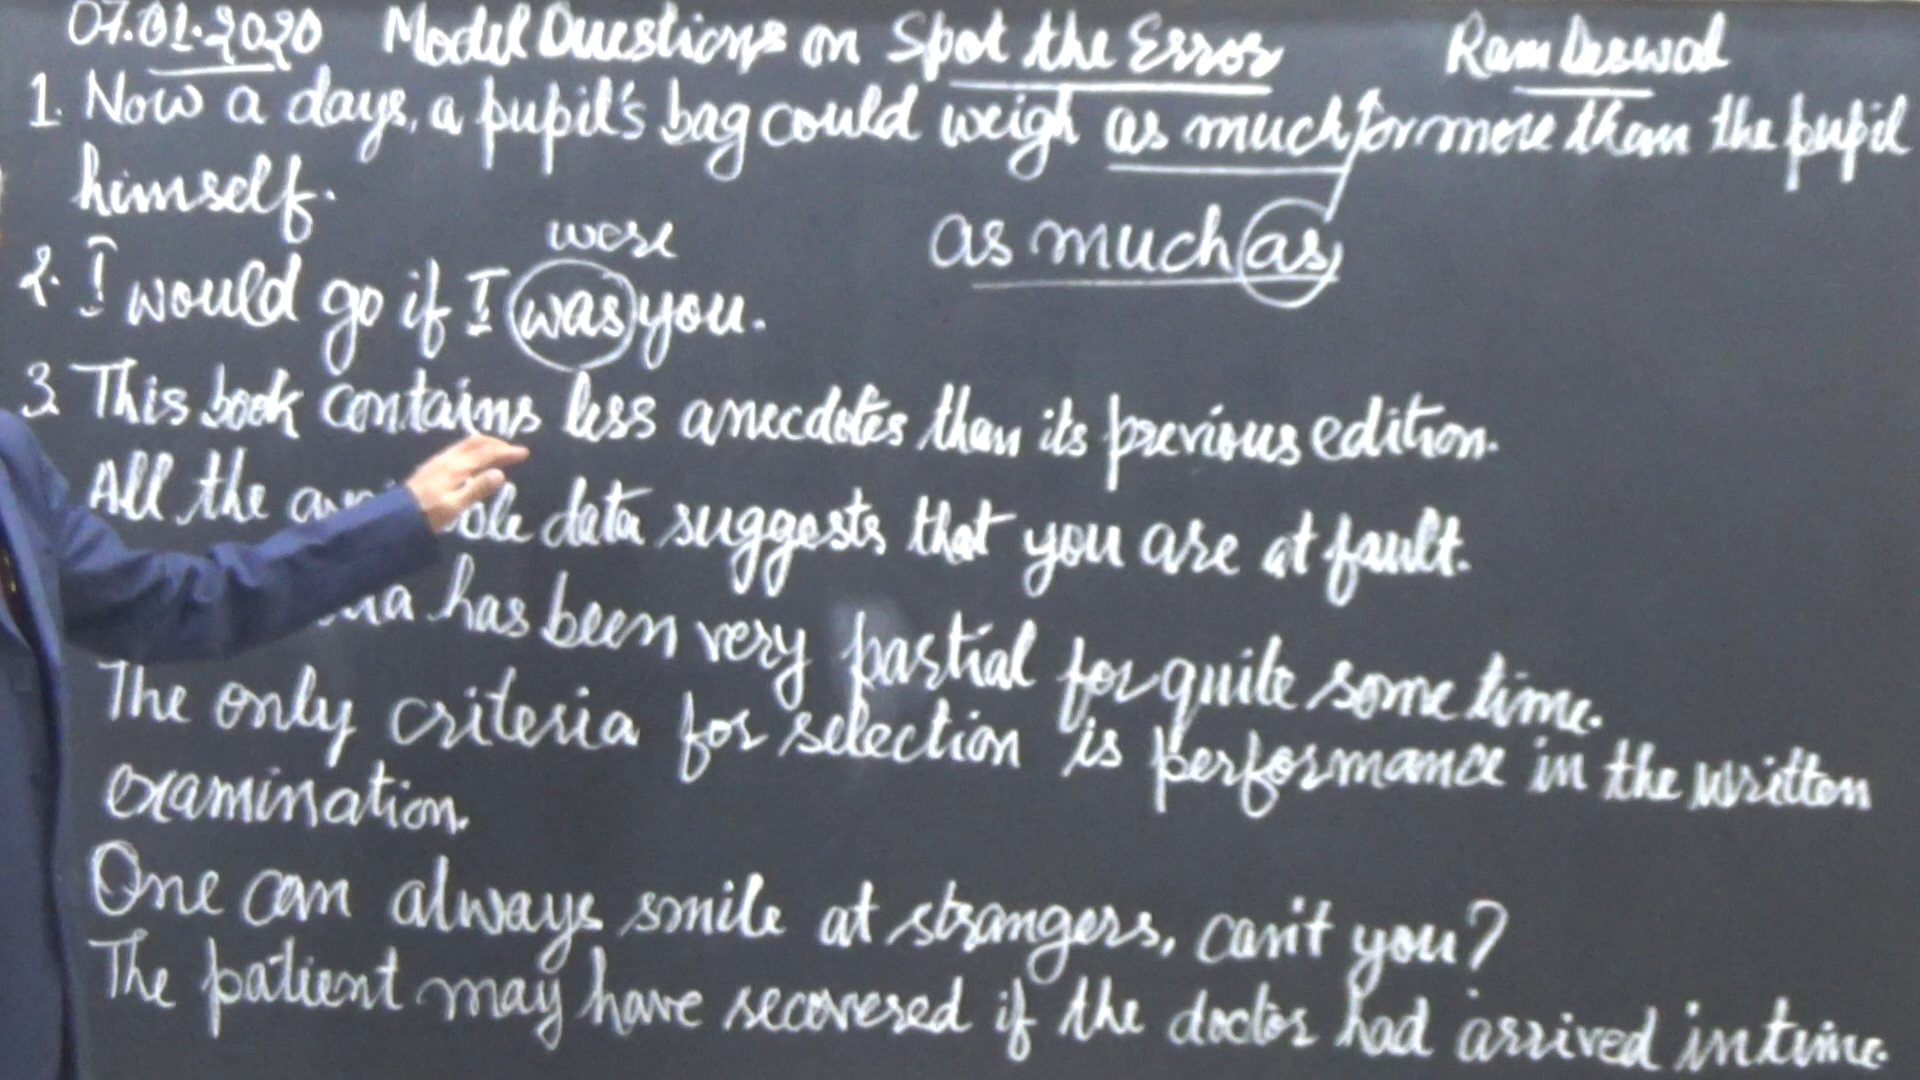 07.01.2020 Model Questions on Spot the Error Ram Deswal
1. Now a days, a pupil's bag could weigh as much/or more than the pupil
himself.
were as much as
2. I would go if I was you.
3. This book contains less anecdotes than its previous edition.
All the data suggests that you are at fault.
has been very partial for quite some time.
The only criteria for selection is performance in the written
examination.
One can always smile at strangers, can't you?
The patient may have recovered if the doctor had arrived in time.